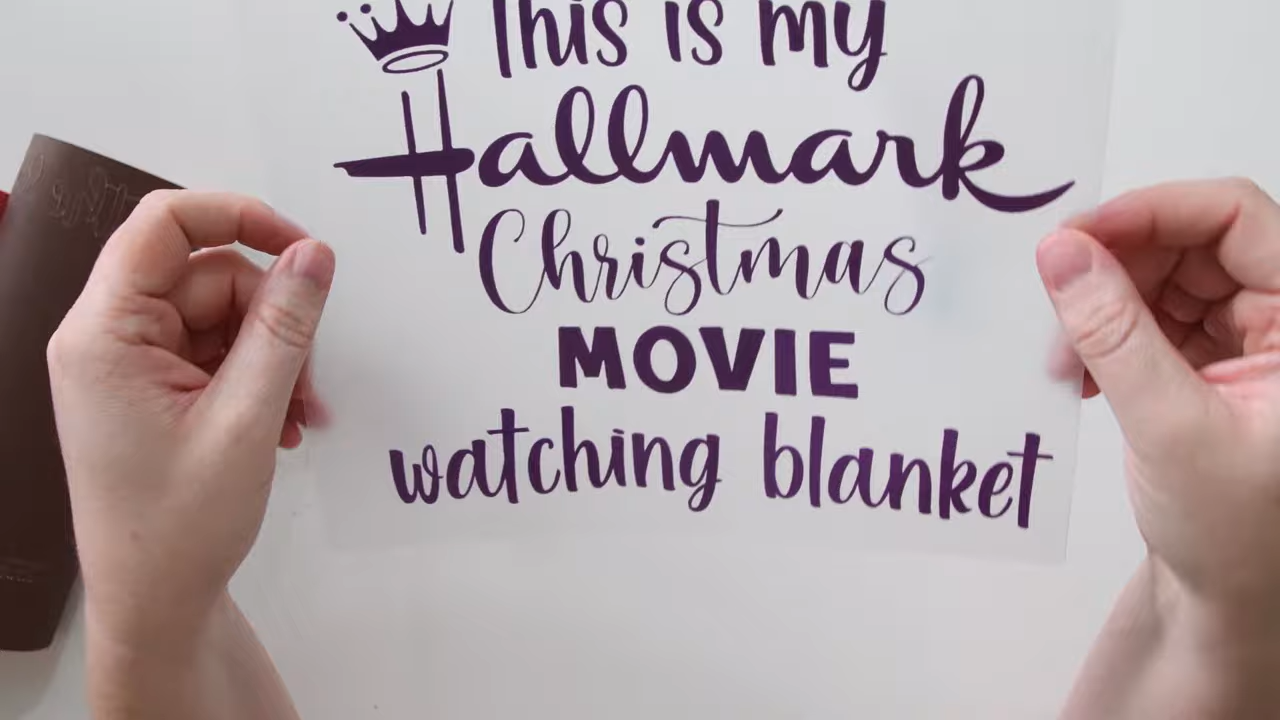 This is my
Hallmark
Christmas
MOVIE
watching blanket